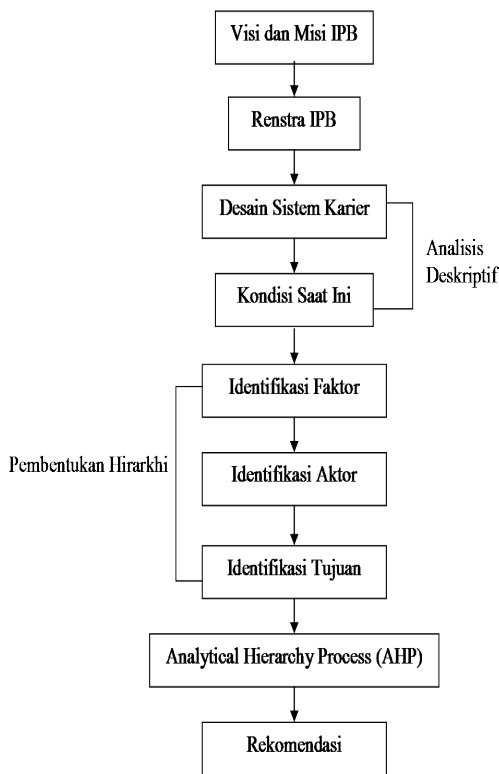 Visi dan Misi IPB
Renstra IPB
Desain Sistem Karier
Analisis
Deskriptif
Kondisi Saat Ini
Identifikasi Faktor
Pembentukan Hirarkhi
Identifikasi Aktor
Identifikasi Tujuan
Analytical Hierarchy Process (AHP)
Rekomendasi